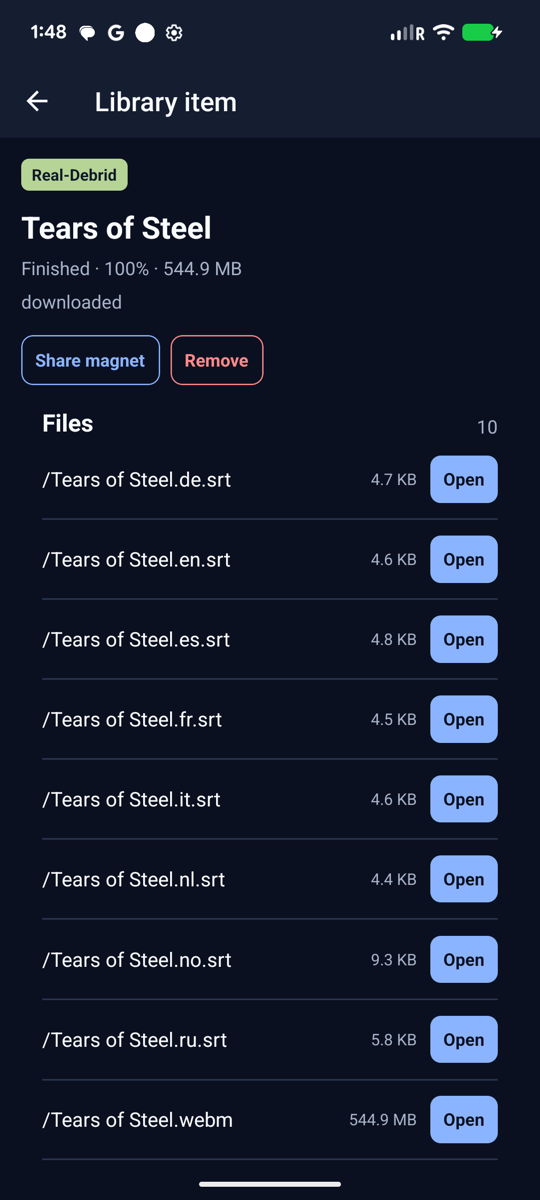 1:48 G R
Library item
Real-Debrid
Tears of Steel
Finished · 100% · 544.9 MB
downloaded
Share magnet Remove
Files 10
/Tears of Steel.de.srt 4.7 KB Open
/Tears of Steel.en.srt 4.6 KB Open
/Tears of Steel.es.srt 4.8 KB Open
/Tears of Steel.fr.srt 4.5 KB Open
/Tears of Steel.it.srt 4.6 KB Open
/Tears of Steel.nl.srt 4.4 KB Open
/Tears of Steel.no.srt 9.3 KB Open
/Tears of Steel.ru.srt 5.8 KB Open
/Tears of Steel.webm 544.9 MB Open